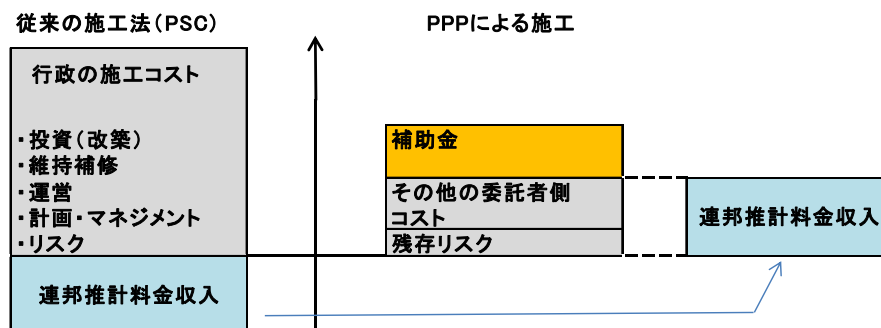 従来の施工法(PSC)
PPPによる施工
行政の施工コスト
・投資(改築)
・維持補修
・運営
・計画・マネジメント
・リスク
連邦推計料金収入
補助金
その他の委託者側
コスト
残存リスク
連邦推計料金収入